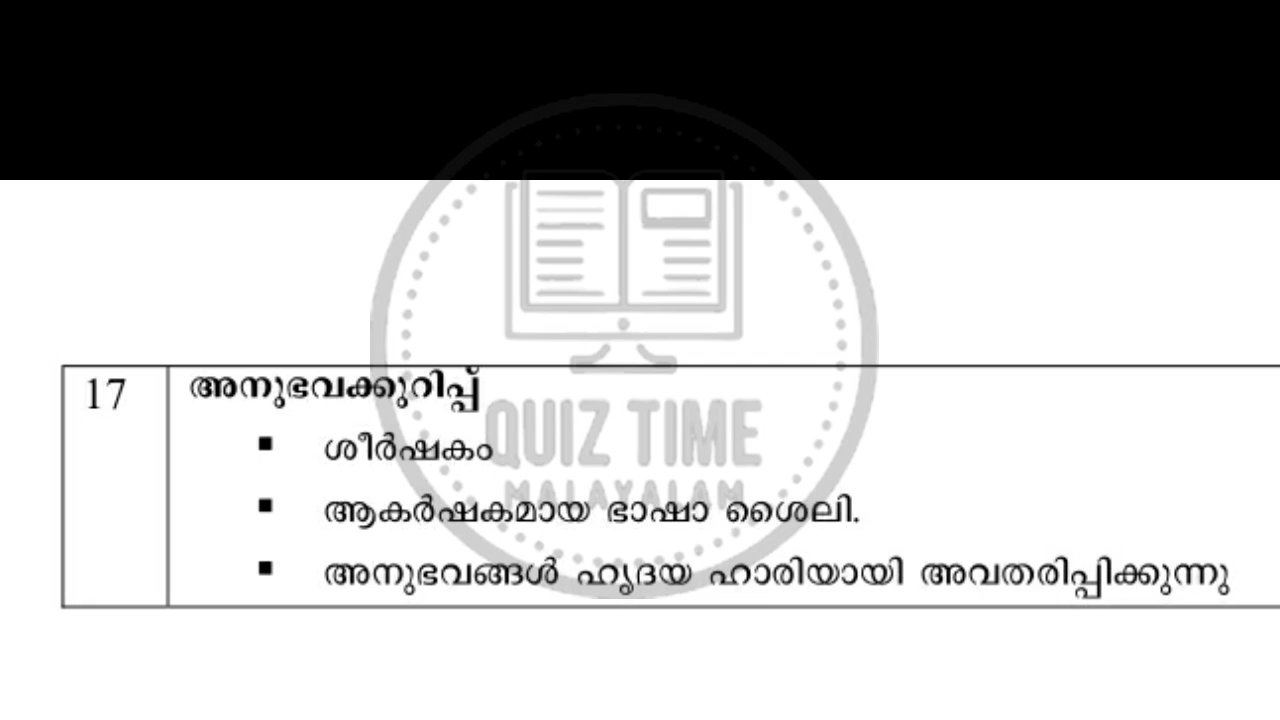 17
അനുഭവക്കുറിപ്പ്
QUIZ TIME
MALAYALAM
▪ ശീർഷകം
▪ ആകർഷകമായ ഭാഷാ ശൈലി.
▪ അനുഭവങ്ങൾ ഹൃദയ ഹാരിയായി അവതരിപ്പിക്കുന്നു